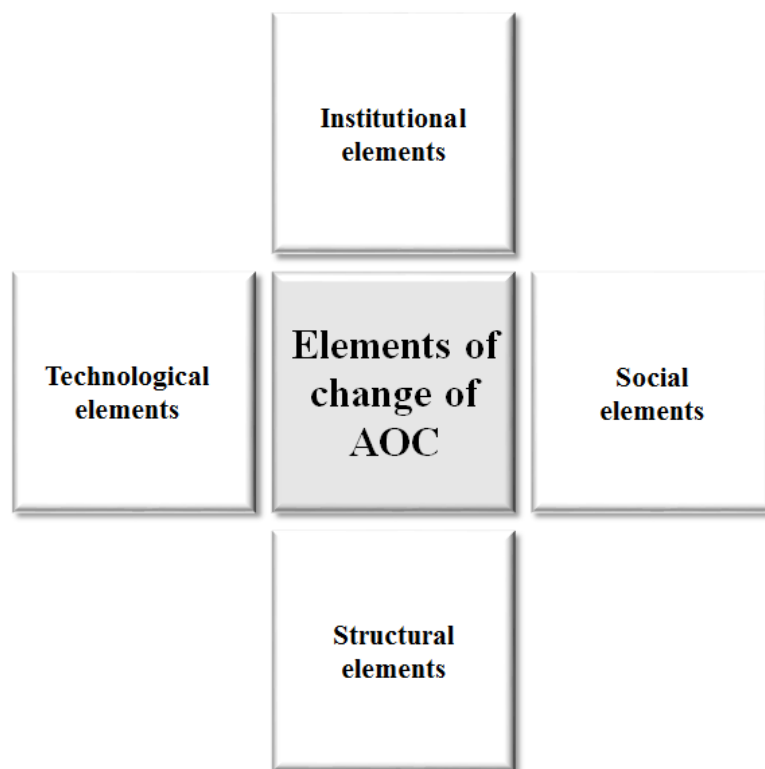 Institutional
elements
Technological
elements
Elements of
change of
AOC
Social
elements
Structural
elements